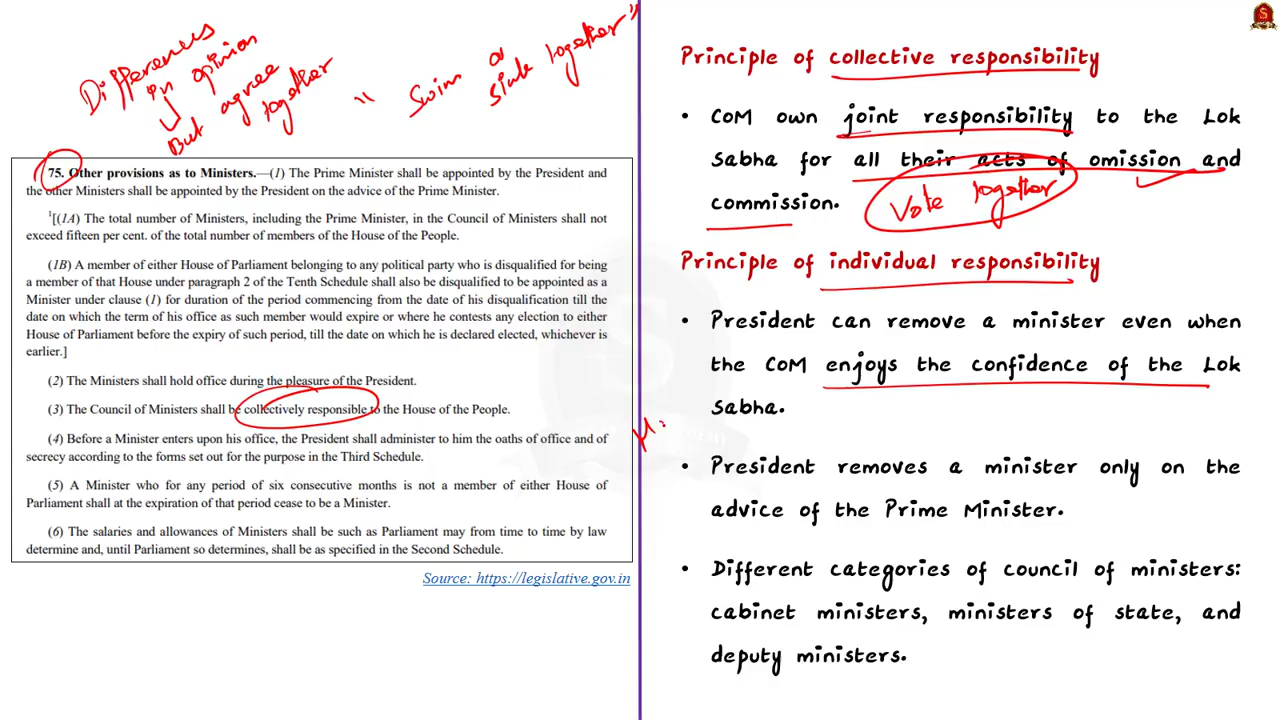 Differences
in opinion
But agree
together
" Swim or
sink together "
75. Other provisions as to Ministers.—(1) The Prime Minister shall be appointed by the President and
the other Ministers shall be appointed by the President on the advice of the Prime Minister.
1[(1A) The total number of Ministers, including the Prime Minister, in the Council of Ministers shall not
exceed fifteen per cent. of the total number of members of the House of the People.
(1B) A member of either House of Parliament belonging to any political party who is disqualified for being
a member of that House under paragraph 2 of the Tenth Schedule shall also be disqualified to be appointed as a
Minister under clause (1) for duration of the period commencing from the date of his disqualification till the
date on which the term of his office as such member would expire or where he contests any election to either
House of Parliament before the expiry of such period, till the date on which he is declared elected, whichever is
earlier.]
(2) The Ministers shall hold office during the pleasure of the President.
(3) The Council of Ministers shall be collectively responsible to the House of the People.
(4) Before a Minister enters upon his office, the President shall administer to him the oaths of office and of
secrecy according to the forms set out for the purpose in the Third Schedule.
(5) A Minister who for any period of six consecutive months is not a member of either House of
Parliament shall at the expiration of that period cease to be a Minister.
(6) The salaries and allowances of Ministers shall be such as Parliament may from time to time by law
determine and, until Parliament so determines, shall be as specified in the Second Schedule.
Source: https://legislative.gov.in
Principle of collective responsibility
• CoM own joint responsibility to the Lok
Sabha for all their acts of omission and
commission.
Vote together
Principle of individual responsibility
• President can remove a minister even when
the CoM enjoys the confidence of the Lok
Sabha.
• President removes a minister only on the
advice of the Prime Minister.
• Different categories of council of ministers:
cabinet ministers, ministers of state, and
deputy ministers.